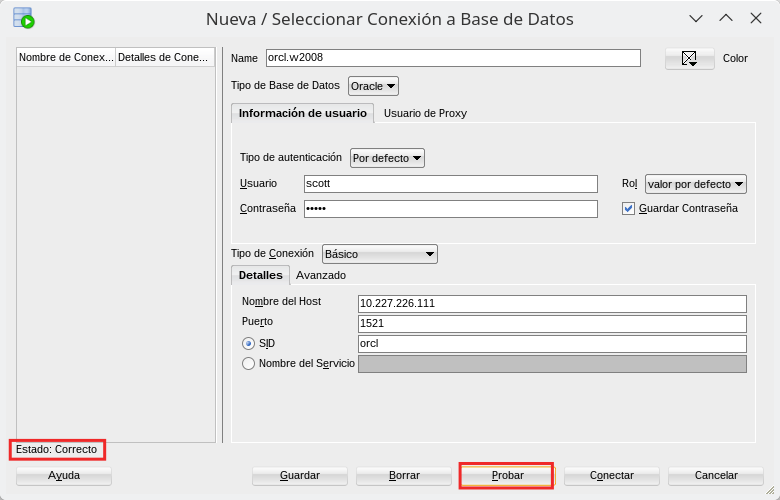 Nueva / Seleccionar Conexión a Base de Datos
Nombre de Conex... Detalles de Cone...
Name orcl.w2008 Color
Tipo de Base de Datos Oracle
Información de usuario Usuario de Proxy
Tipo de autenticación Por defecto
Usuario scott Rol valor por defecto
Contraseña ••••• Guardar Contraseña
Tipo de Conexión Básico
Detalles Avanzado
Nombre del Host 10.227.226.111
Puerto 1521
SID orcl
Nombre del Servicio
Estado: Correcto
Ayuda Guardar Borrar Probar Conectar Cancelar